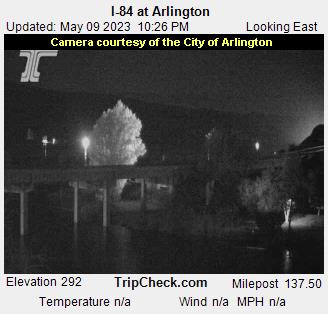 I-84 at Arlington
Updated: May 09 2023 10:26 PM Looking East
Camera courtesy of the City of Arlington
Elevation 292 TripCheck.com Milepost 137.50
Temperature n/a Wind n/a MPH n/a